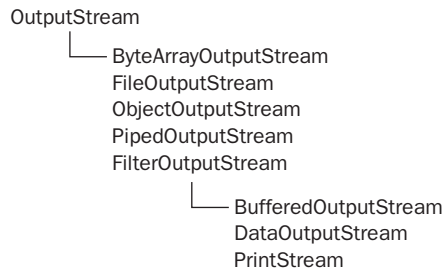 OutputStream
ByteArrayOutputStream
FileOutputStream
ObjectOutputStream
PipedOutputStream
FilterOutputStream
BufferedOutputStream
DataOutputStream
PrintStream